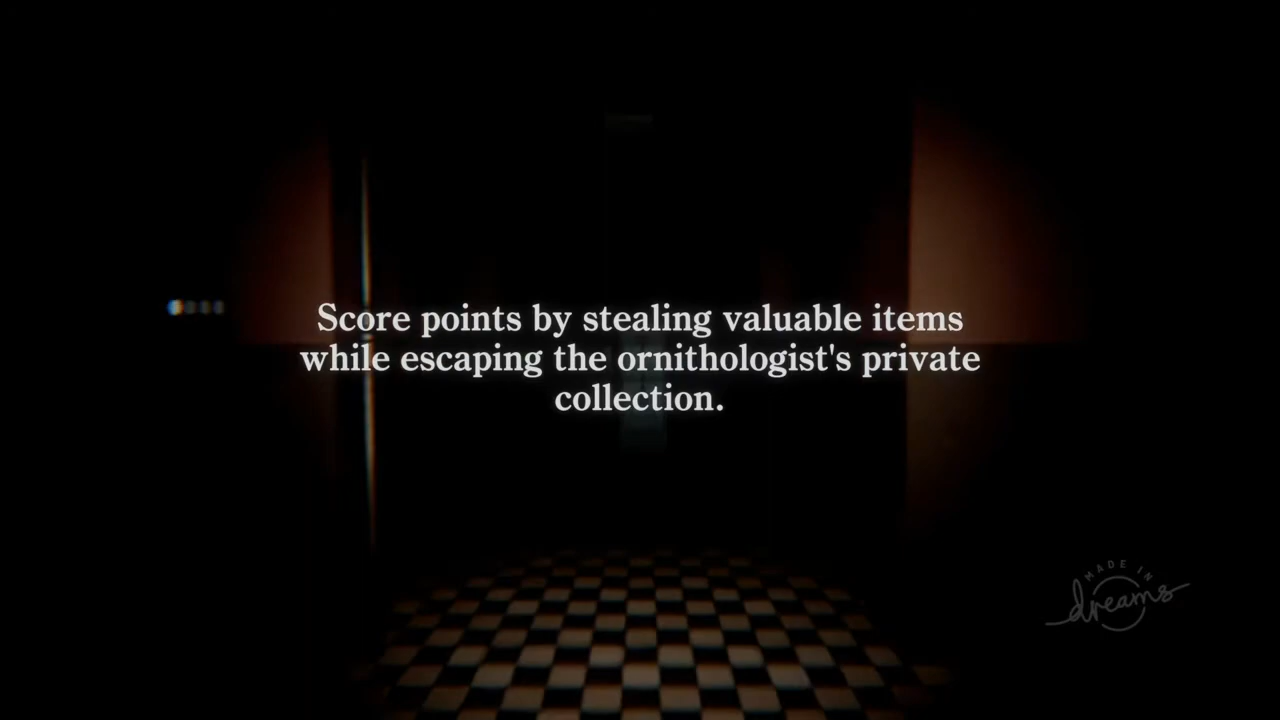 Score points by stealing valuable items
while escaping the ornithologist's private
collection.
MADE IN
dreams